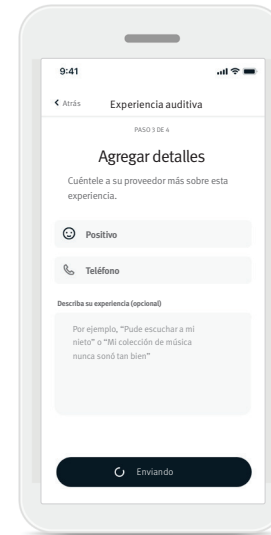 9:41
Atrás
Experiencia auditiva
PASO 3 DE 4
Agregar detalles
Cuéntele a su proveedor más sobre esta
experiencia.
Positivo
Teléfono
Describa su experiencia (opcional)
Por ejemplo, “Pude escuchar a mi
nieto” o “Mi colección de música
nunca sonó tan bien”
Enviando